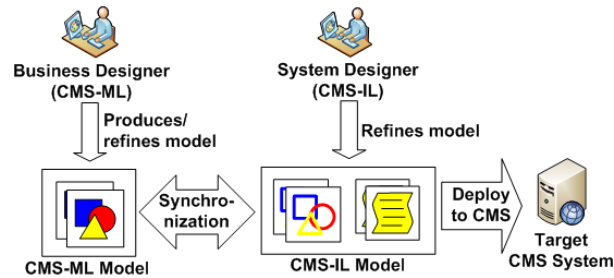 Business Designer
(CMS-ML)
System Designer
(CMS-IL)
Produces/
refines model
Refines model
Synchro-
nization
Deploy
to CMS
Target
CMS System
CMS-ML Model
CMS-IL Model